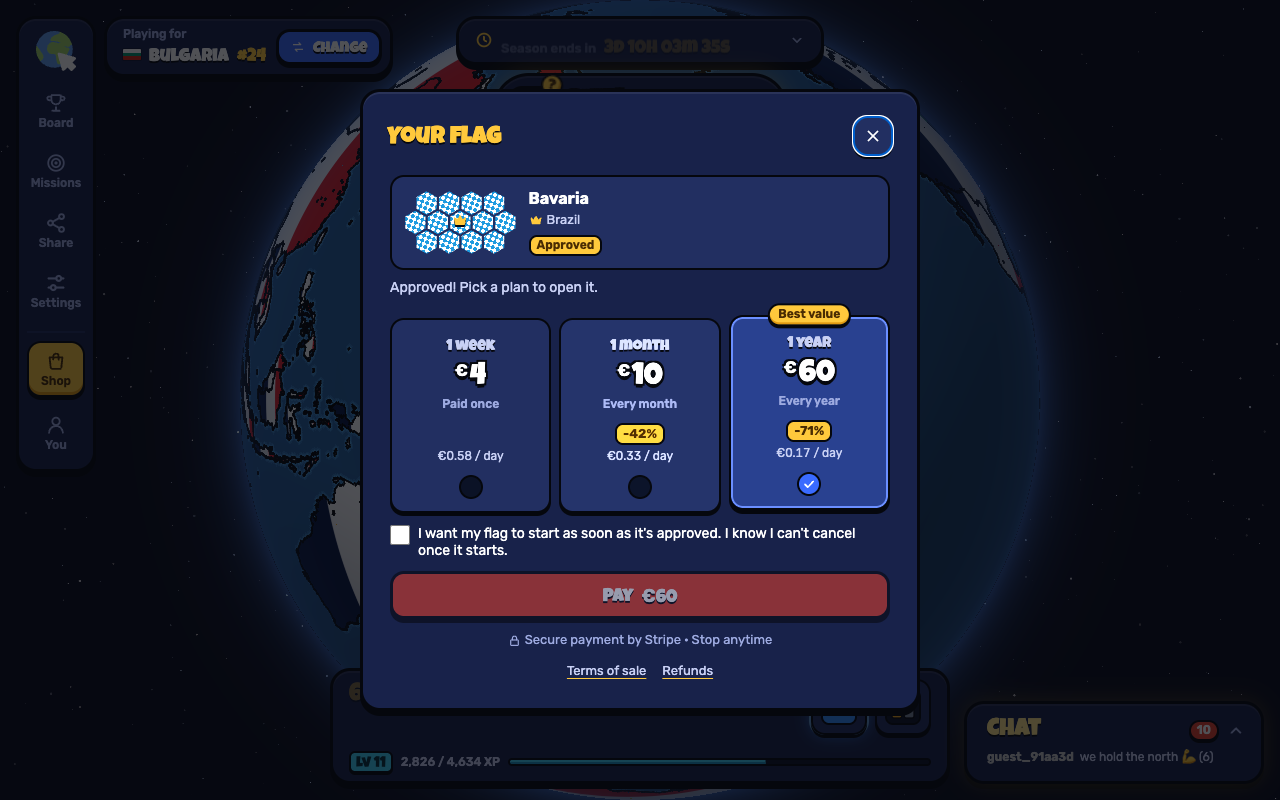 Playing for
BULGARIA #24
CHANGE
Season ends in 3D 10H 03M 35S
?
Board
Missions
Share
Settings
Shop
You
YOUR FLAG
Bavaria
Brazil
Approved
Approved! Pick a plan to open it.
1 WEEK
€4
Paid once
€0.58 / day
1 MONTH
€10
Every month
-42%
€0.33 / day
Best value
1 YEAR
€60
Every year
-71%
€0.17 / day
I want my flag to start as soon as it's approved. I know I can't cancel
once it starts.
PAY €60
Secure payment by Stripe • Stop anytime
Terms of sale Refunds
LV 11 2,826 / 4,634 XP
CHAT
10
guest_91aa3d we hold the north 💪 (6)